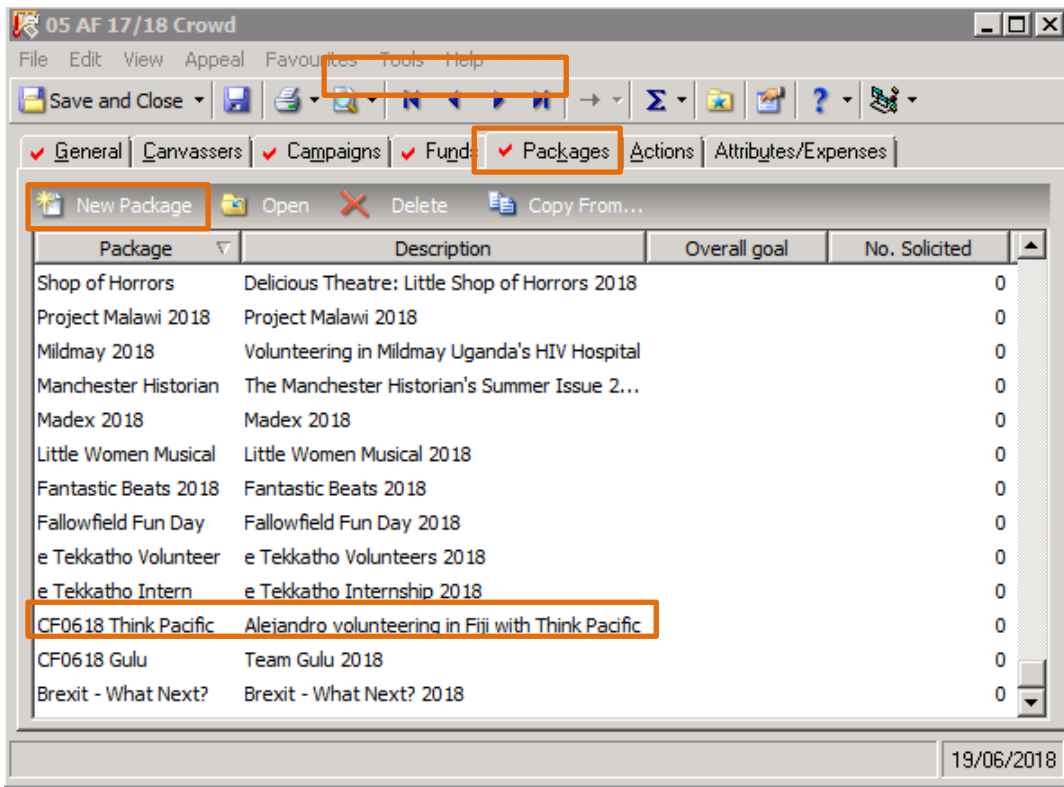 05 AF 17/18 Crowd
File Edit View Appeal Favourites Tools Help
Save and Close Σ ?
General Canvassers Campaigns Funds Packages Actions Attributes/Expenses
New Package Open Delete Copy From...
Package Description Overall goal No. Solicited
Shop of Horrors Delicious Theatre: Little Shop of Horrors 2018 0
Project Malawi 2018 Project Malawi 2018 0
Mildmay 2018 Volunteering in Mildmay Uganda's HIV Hospital 0
Manchester Historian The Manchester Historian's Summer Issue 2... 0
Madex 2018 Madex 2018 0
Little Women Musical Little Women Musical 2018 0
Fantastic Beats 2018 Fantastic Beats 2018 0
Fallowfield Fun Day Fallowfield Fun Day 2018 0
e Tekkatho Volunteer e Tekkatho Volunteers 2018 0
e Tekkatho Intern e Tekkatho Internship 2018 0
CF0618 Think Pacific Alejandro volunteering in Fiji with Think Pacific 0
CF0618 Gulu Team Gulu 2018 0
Brexit - What Next? Brexit - What Next? 2018 0
19/06/2018